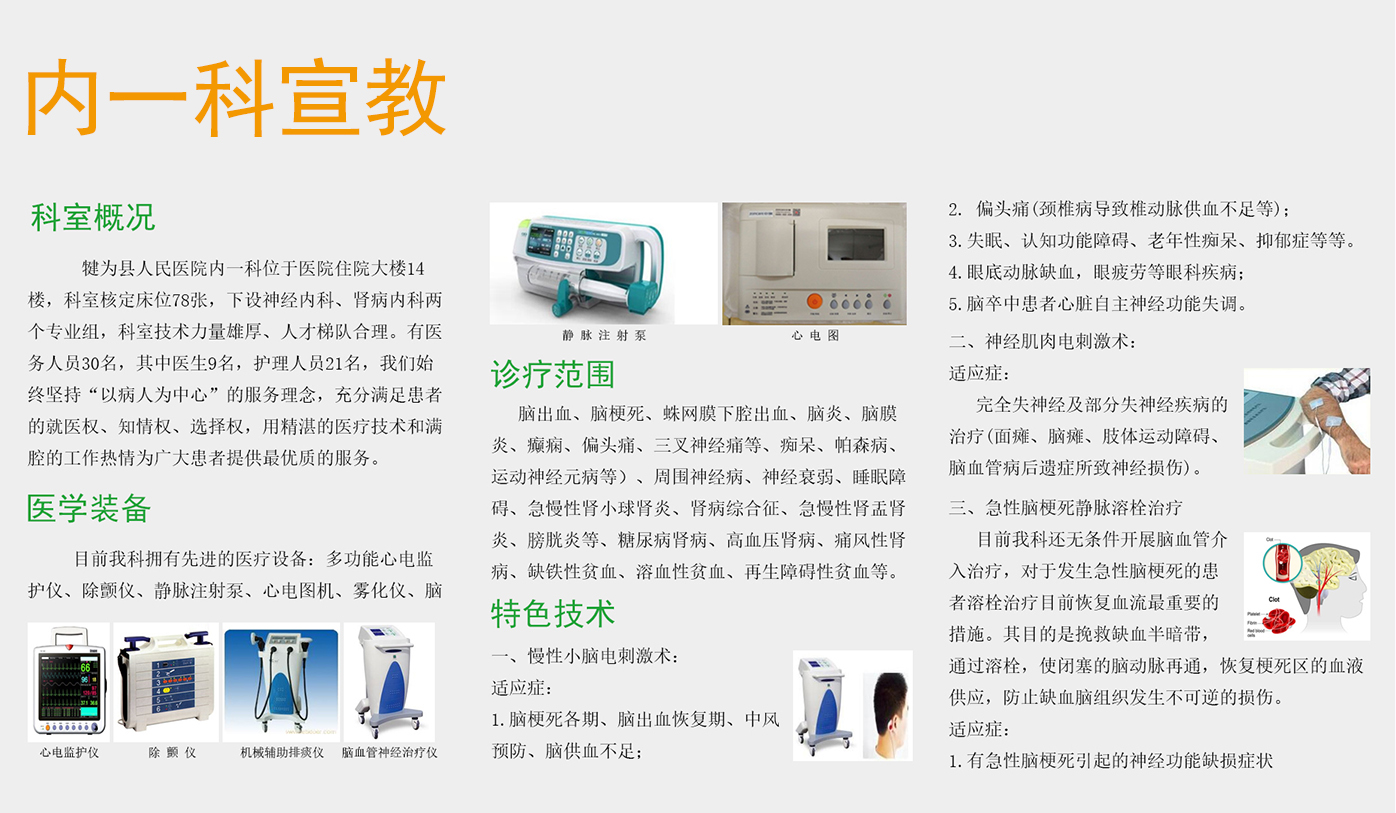 内一科宣教
科室概况
犍为县人民医院内一科位于医院住院大楼14
楼，科室核定床位78张，下设神经内科、肾病内科两
个专业组，科室技术力量雄厚、人才梯队合理。有医
务人员30名，其中医生9名，护理人员21名，我们始
终坚持“以病人为中心”的服务理念，充分满足患者
的就医权、知情权、选择权，用精湛的医疗技术和满
腔的工作热情为广大患者提供最优质的服务。
医学装备
目前我科拥有先进的医疗设备：多功能心电监
护仪、除颤仪、静脉注射泵、心电图机、雾化仪、脑
心电监护仪
除颤仪
机械辅助排痰仪
脑血管神经治疗仪
静脉注射泵
心电图
诊疗范围
脑出血、脑梗死、蛛网膜下腔出血、脑炎、脑膜
炎、癫痫、偏头痛、三叉神经痛等、痴呆、帕森病、
运动神经元病等）、周围神经病、神经衰弱、睡眠障
碍、急慢性肾小球肾炎、肾病综合征、急慢性肾盂肾
炎、膀胱炎等、糖尿病肾病、高血压肾病、痛风性肾
病、缺铁性贫血、溶血性贫血、再生障碍性贫血等。
特色技术
一、慢性小脑电刺激术：
适应症：
1.脑梗死各期、脑出血恢复期、中风
预防、脑供血不足；
2. 偏头痛(颈椎病导致椎动脉供血不足等)；
3.失眠、认知功能障碍、老年性痴呆、抑郁症等等。
4.眼底动脉缺血，眼疲劳等眼科疾病；
5.脑卒中患者心脏自主神经功能失调。
二、神经肌肉电刺激术：
适应症：
完全失神经及部分失神经疾病的
治疗(面瘫、脑瘫、肢体运动障碍、
脑血管病后遗症所致神经损伤)。
三、急性脑梗死静脉溶栓治疗
目前我科还无条件开展脑血管介
入治疗，对于发生急性脑梗死的患
者溶栓治疗目前恢复血流最重要的
措施。其目的是挽救缺血半暗带，
通过溶栓，使闭塞的脑动脉再通，恢复梗死区的血液
供应，防止缺血脑组织发生不可逆的损伤。
适应症：
1.有急性脑梗死引起的神经功能缺损症状
Clot
Clot
Platelet
Fibrin
Red blood
cells